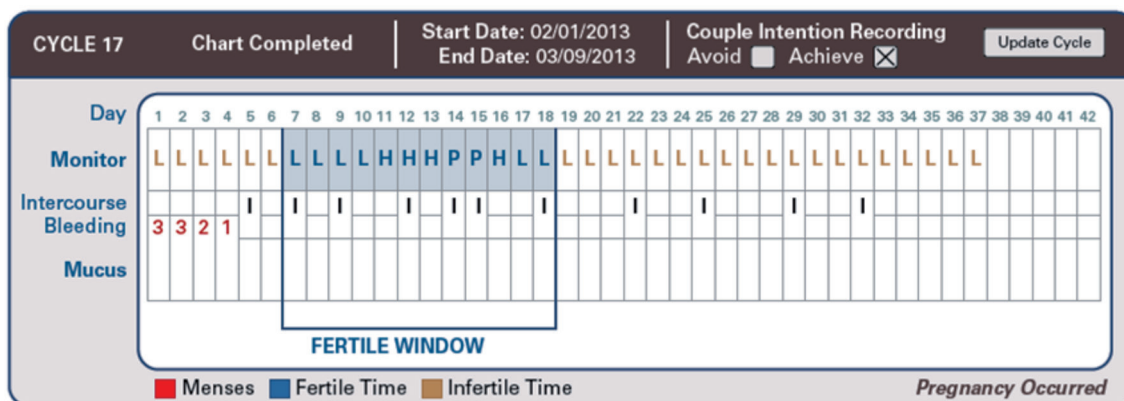 CYCLE 17 Chart Completed Start Date: 02/01/2013 Couple Intention Recording Update Cycle
End Date: 03/09/2013 Avoid Achieve
Day 1 2 3 4 5 6 7 8 9 10 11 12 13 14 15 16 17 18 19 20 21 22 23 24 25 26 27 28 29 30 31 32 33 34 35 36 37 38 39 40 41 42
Monitor L L L L L L L L L L H H H P P H L L L L L L L L L L L L L L L L L L L L L
Intercourse I I I I I I I I I I I
Bleeding 3 3 2 1
Mucus
FERTILE WINDOW
Menses Fertile Time Infertile Time Pregnancy Occurred